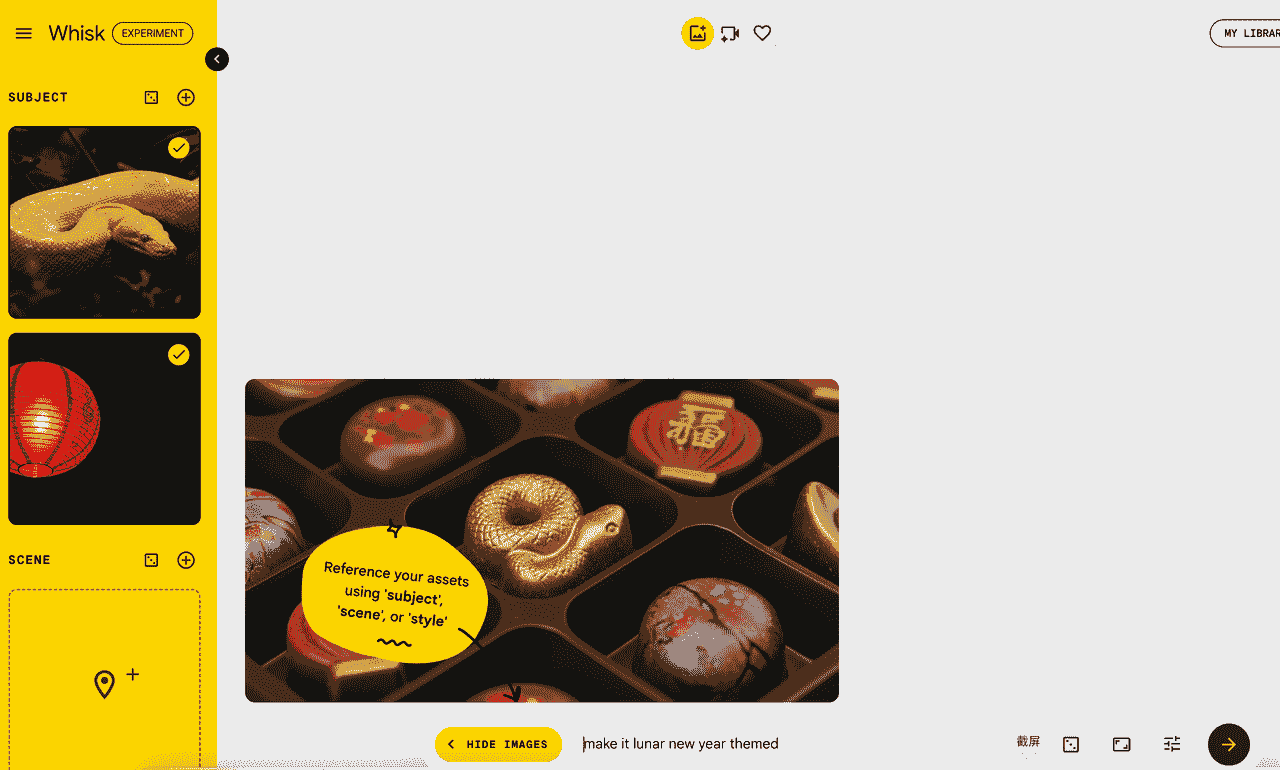 Whisk EXPERIMENT
MY LIBRAR
SUBJECT
福
Reference your assets
using 'subject',
'scene', or 'style'
SCENE
HIDE IMAGES
make it lunar new year themed
截屏